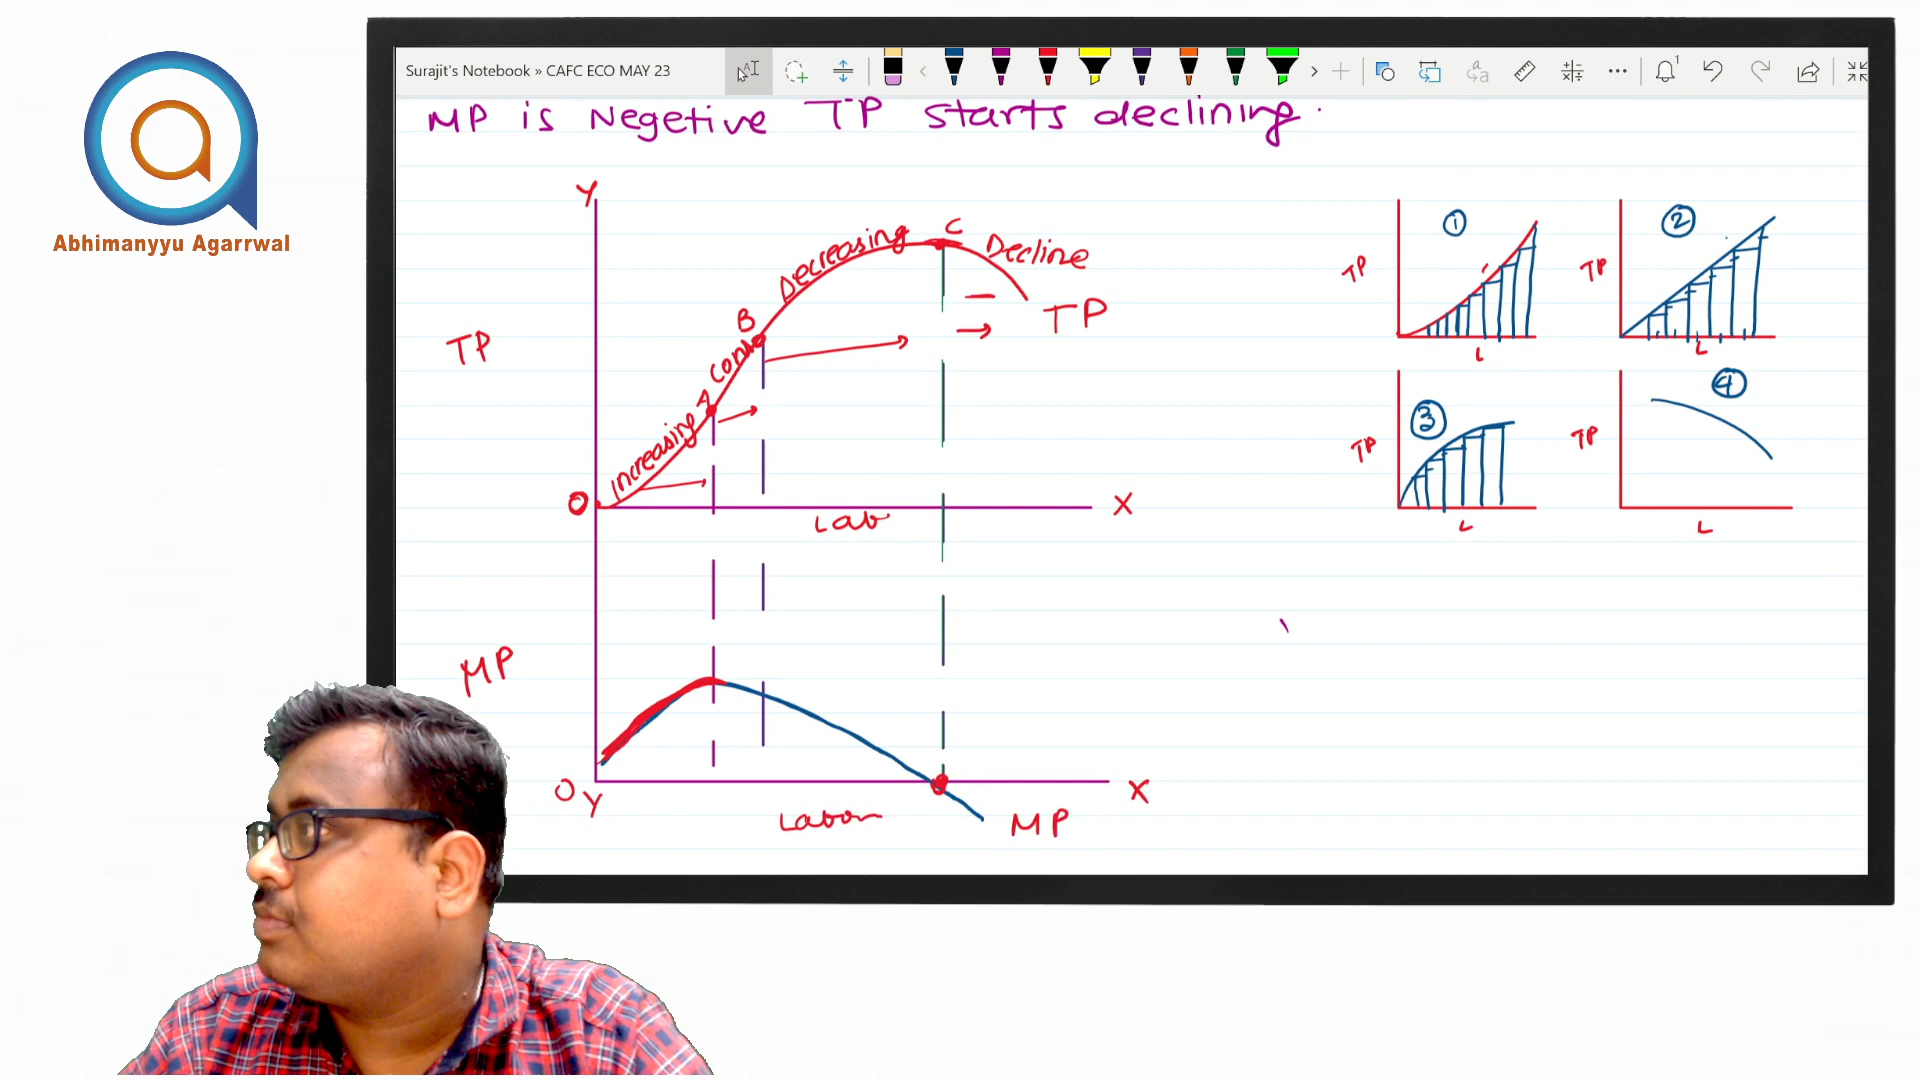 Abhimanyyu Agarrwal
Surajit's Notebook » CAFC ECO MAY 23
MP is Negetive TP starts declining.
Y
C
Decreasing
Decline
B
TP
TP
Const
A
increasing
O
X
Lab
MP
O
Y
X
Labor
MP
1
TP
L
2
TP
L
3
TP
L
4
TP
L